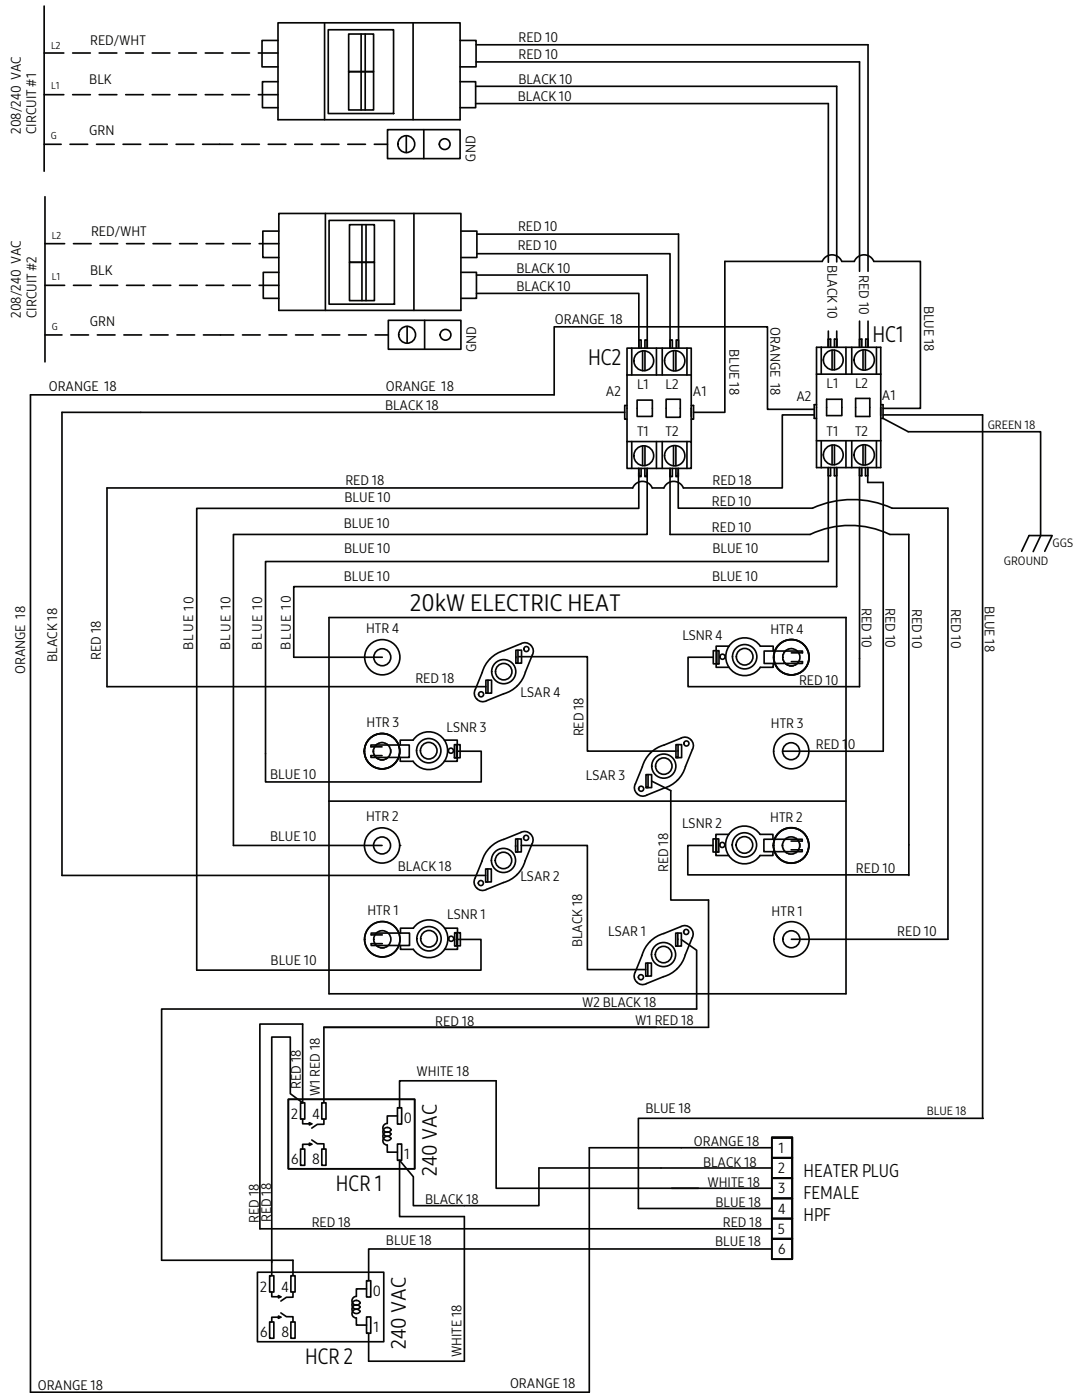 208/240 VAC
CIRCUIT #1
L2
RED/WHT
L1
BLK
G
GRN
GND
RED 10
RED 10
BLACK 10
BLACK 10
208/240 VAC
CIRCUIT #2
L2
RED/WHT
L1
BLK
G
GRN
GND
RED 10
RED 10
BLACK 10
BLACK 10
BLACK 10
RED 10
BLUE 18
ORANGE 18
HC2
L1
L2
A2
A1
T1
T2
BLUE 18
ORANGE 18
HC1
L1
L2
A2
A1
T1
T2
ORANGE 18
ORANGE 18
BLACK 18
GREEN 18
GGS
GROUND
RED 18
RED 18
BLUE 10
RED 10
BLUE 10
RED 10
BLUE 10
BLUE 10
BLUE 10
BLUE 10
ORANGE 18
BLACK 18
RED 18
BLUE 10
BLUE 10
BLUE 10
BLUE 10
RED 10
RED 10
RED 10
RED 10
BLUE 18
20kW ELECTRIC HEAT
HTR 4
LSNR 4
HTR 4
RED 18
LSAR 4
RED 10
RED 18
HTR 3
LSNR 3
HTR 3
RED 10
BLUE 10
LSAR 3
HTR 2
LSNR 2
HTR 2
BLUE 10
RED 18
BLACK 18
LSAR 2
RED 10
BLACK 18
HTR 1
LSNR 1
LSAR 1
HTR 1
RED 10
BLUE 10
W2 BLACK 18
RED 18
W1 RED 18
RED 18
W1 RED 18
WHITE 18
2
4
0
6
8
1
240 VAC
HCR 1
BLACK 18
BLUE 18
BLUE 18
ORANGE 18
1
BLACK 18
2
WHITE 18
3
BLUE 18
4
RED 18
5
BLUE 18
6
HEATER PLUG
FEMALE
HPF
RED 18
RED 18
RED 18
BLUE 18
2
4
0
6
8
1
240 VAC
HCR 2
WHITE 18
ORANGE 18
ORANGE 18